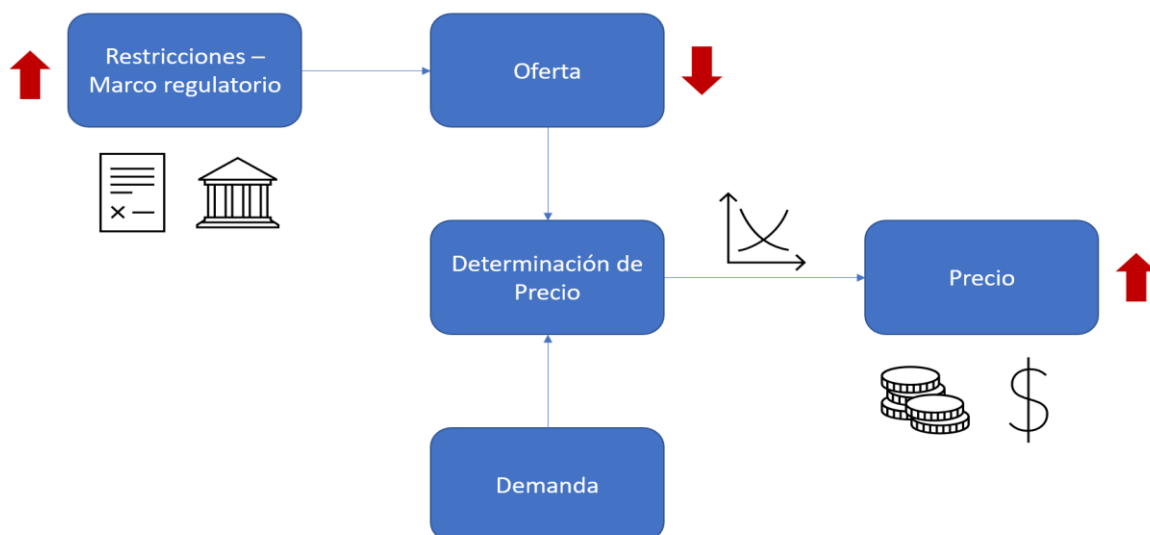 Restricciones –
Marco regulatorio
Oferta
Determinación de
Precio
Precio
Demanda